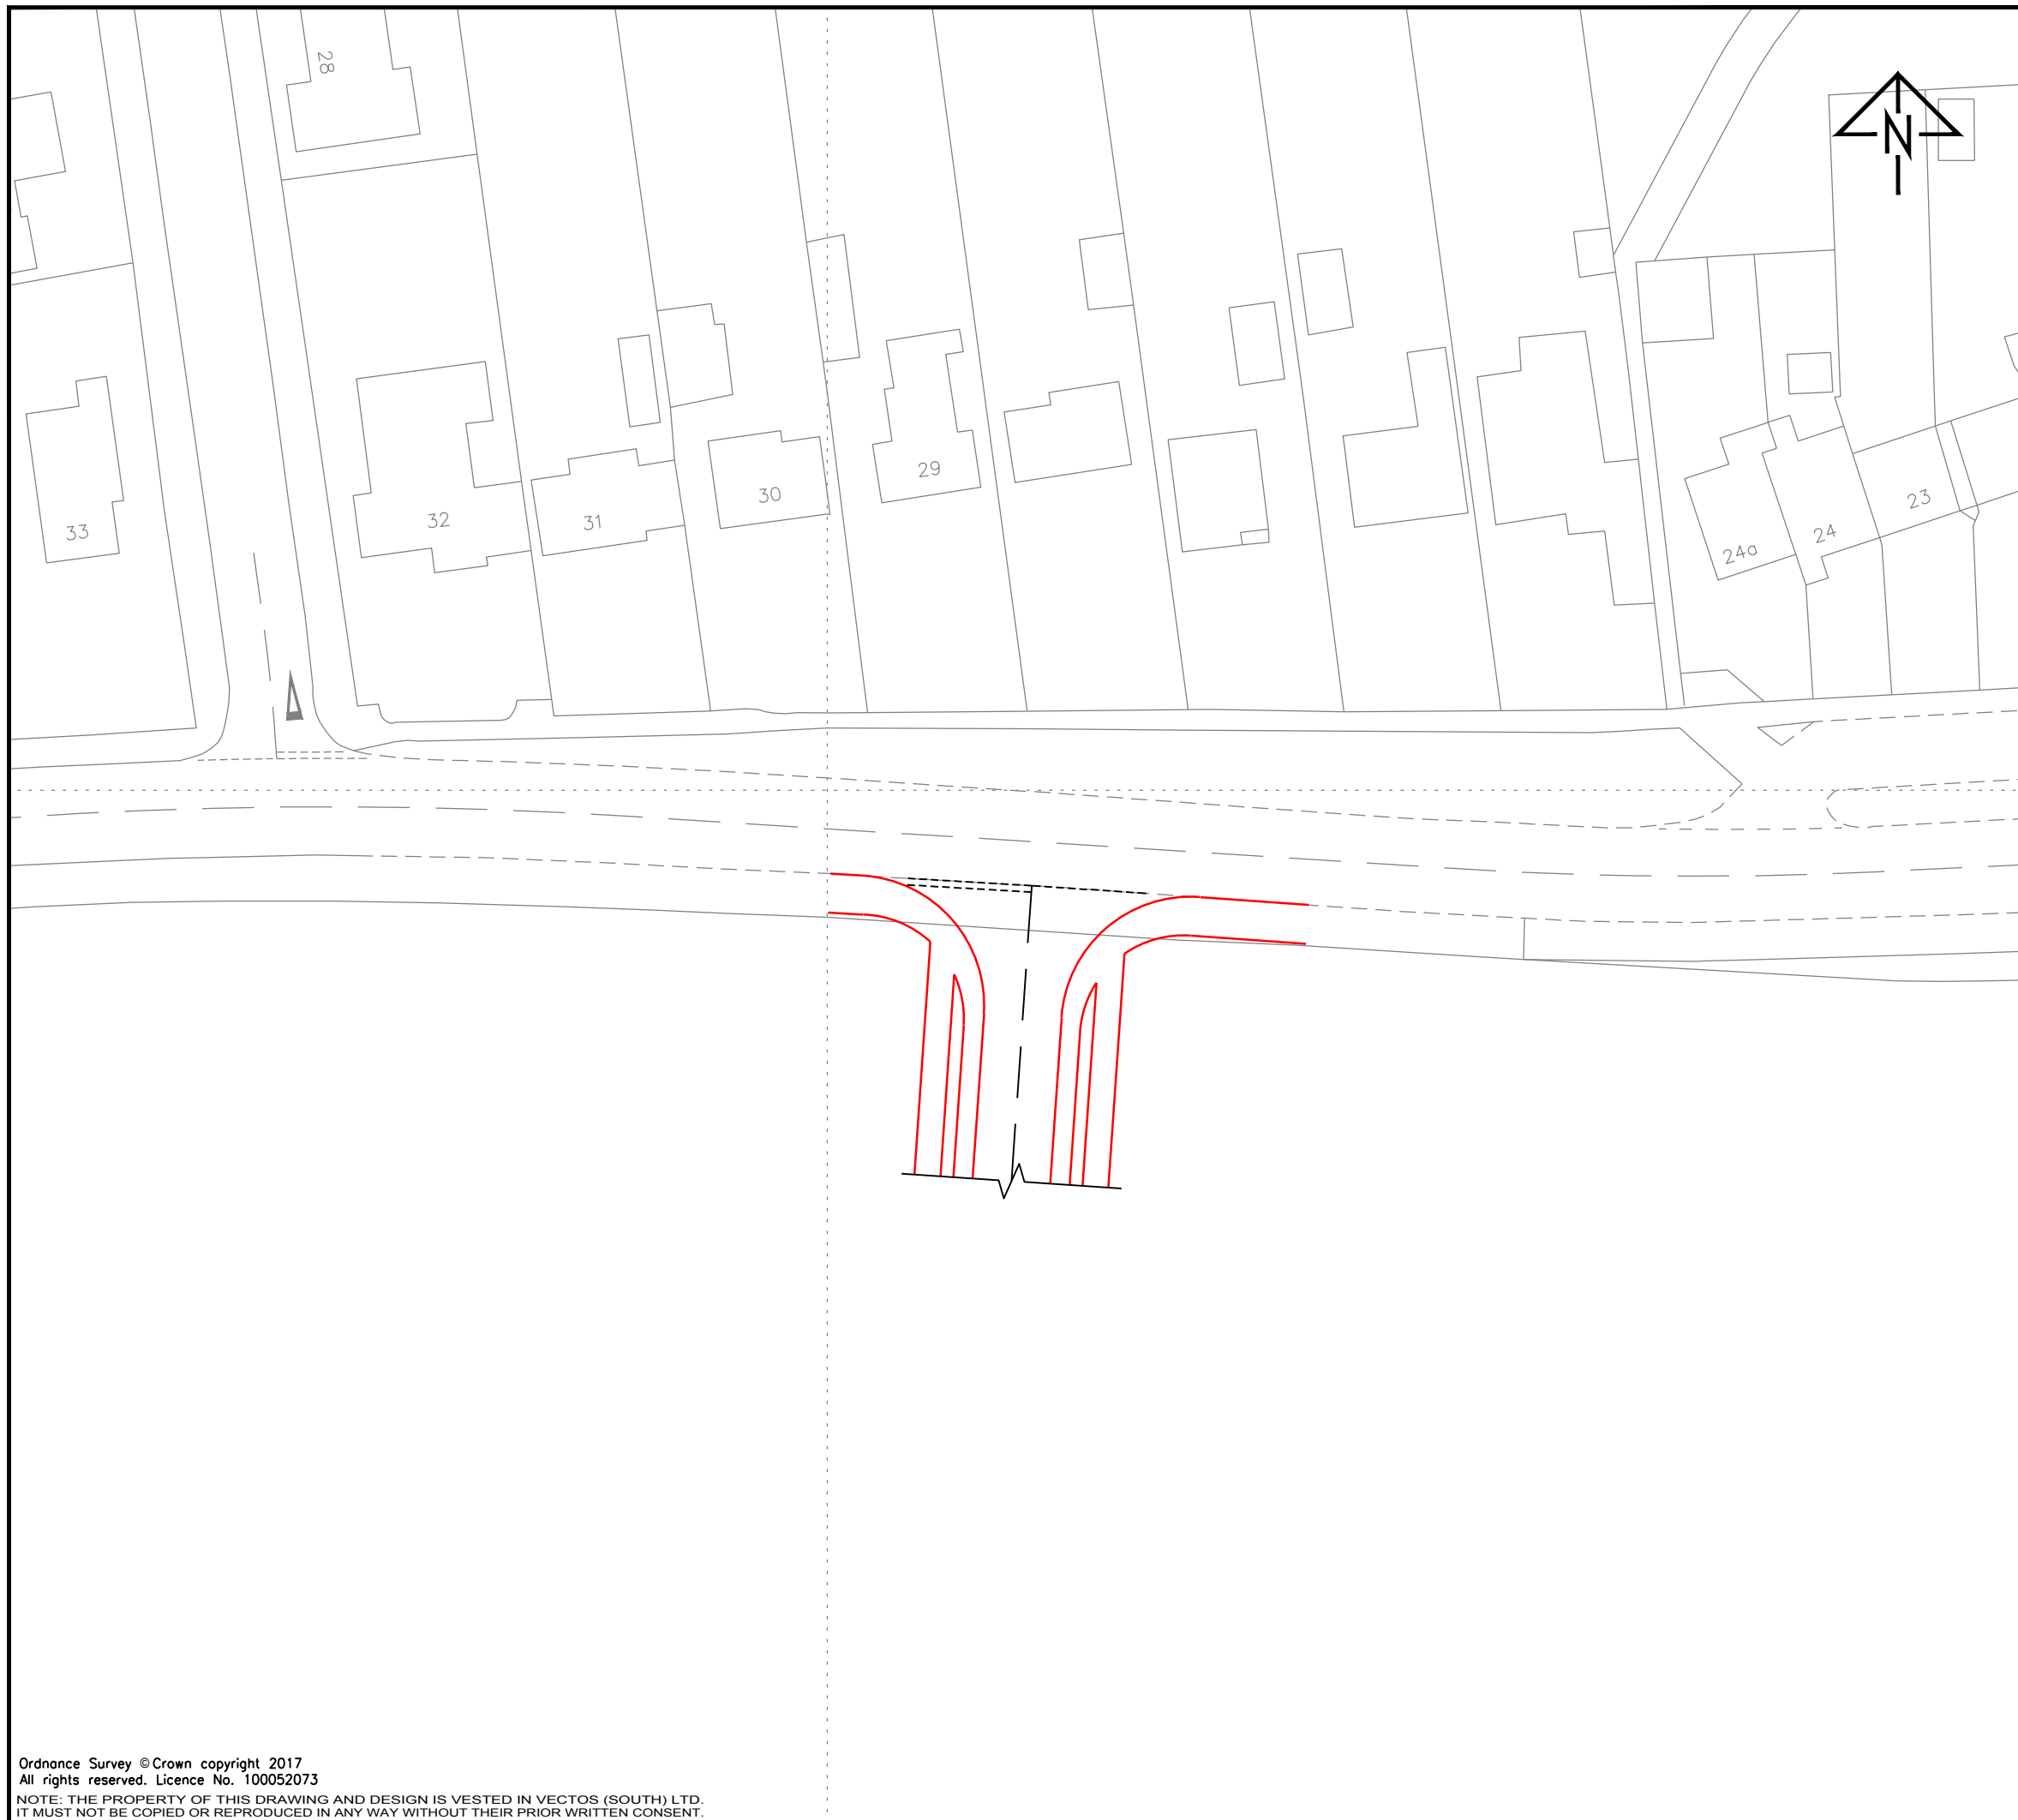 28
N
33
32
31
30
29
24a
24
23
Ordnance Survey © Crown copyright 2017
All rights reserved. Licence No. 100052073
NOTE: THE PROPERTY OF THIS DRAWING AND DESIGN IS VESTED IN VECTOS (SOUTH) LTD.
IT MUST NOT BE COPIED OR REPRODUCED IN ANY WAY WITHOUT THEIR PRIOR WRITTEN CONSENT.